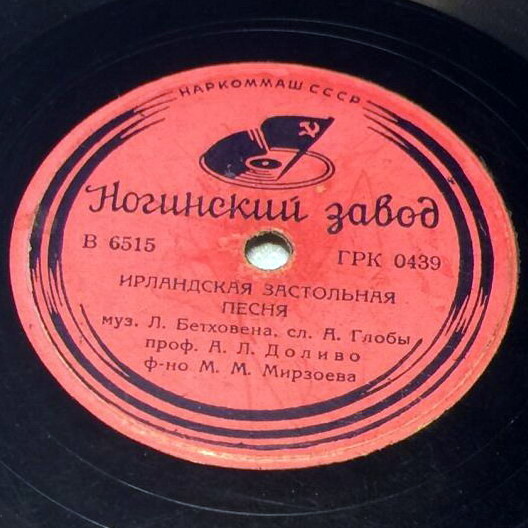 НАРКОММАШ СССР
Ногинский завод
В 6515
ГРК 0439
ИРЛАНДСКАЯ ЗАСТОЛЬНАЯ
ПЕСНЯ
муз. Л. Бетховена, сл. А. Глобы
проф. А. Л. Доливо
ф-но М. М. Мирзоева